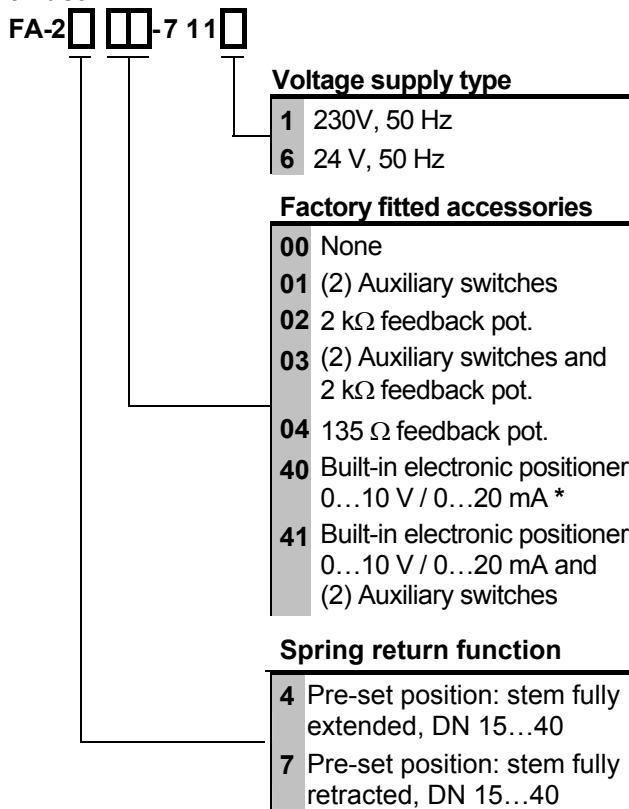 FA-2 -7 11
Voltage supply type
1 230V, 50 Hz
6 24 V, 50 Hz
Factory fitted accessories
00 None
01 (2) Auxiliary switches
02 2 kΩ feedback pot.
03 (2) Auxiliary switches and
2 kΩ feedback pot.
04 135 Ω feedback pot.
40 Built-in electronic positioner
0…10 V / 0…20 mA *
41 Built-in electronic positioner
0…10 V / 0…20 mA and
(2) Auxiliary switches
Spring return function
4 Pre-set position: stem fully
extended, DN 15…40
7 Pre-set position: stem fully
retracted, DN 15…40